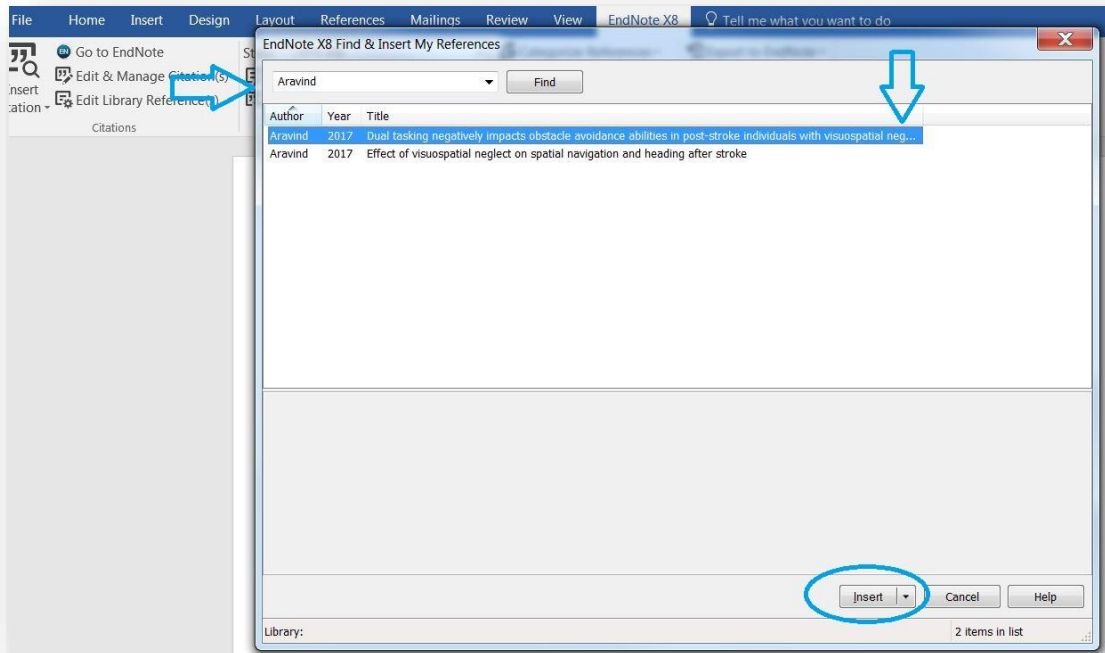 File Home Insert Design Layout References Mailings Review View EndNote X8 Tell me what you want to do
EndNote X8 Find & Insert My References
X
Go to EndNote
Edit & Manage Citation(s)
Edit Library Reference(s)
nsert
ation
Citations
Aravind Find
Author Year Title
Aravind 2017 Dual tasking negatively impacts obstacle avoidance abilities in post-stroke individuals with visuospatial neg...
Aravind 2017 Effect of visuospatial neglect on spatial navigation and heading after stroke
Insert Cancel Help
Library: 2 items in list